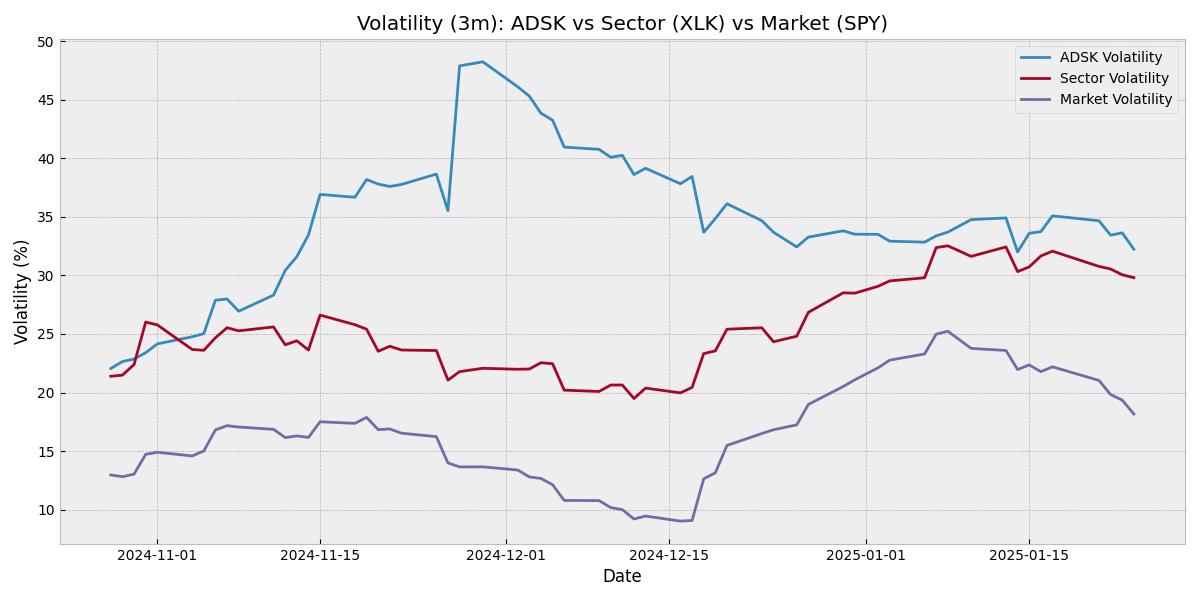 Volatility (3m): ADSK vs Sector (XLK) vs Market (SPY)
ADSK Volatility
Sector Volatility
Market Volatility
Volatility (%)
50
45
40
35
30
25
20
15
10
2024-11-01
2024-11-15
2024-12-01
2024-12-15
2025-01-01
2025-01-15
Date